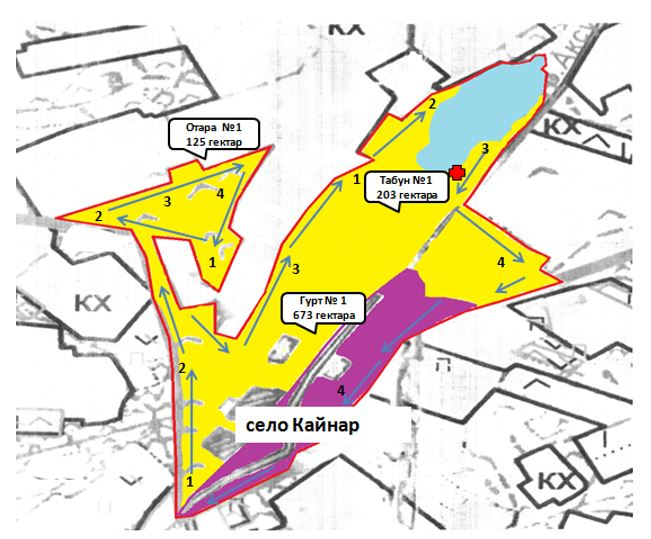 КХ
Аксу
2
КХ
Отара №1
125 гектар
3
4
3
1
Табун №1
203 гектара
2
1
4
3
КХ
Гурт № 1
673 гектара
2
4
село Кайнар
1
КХ